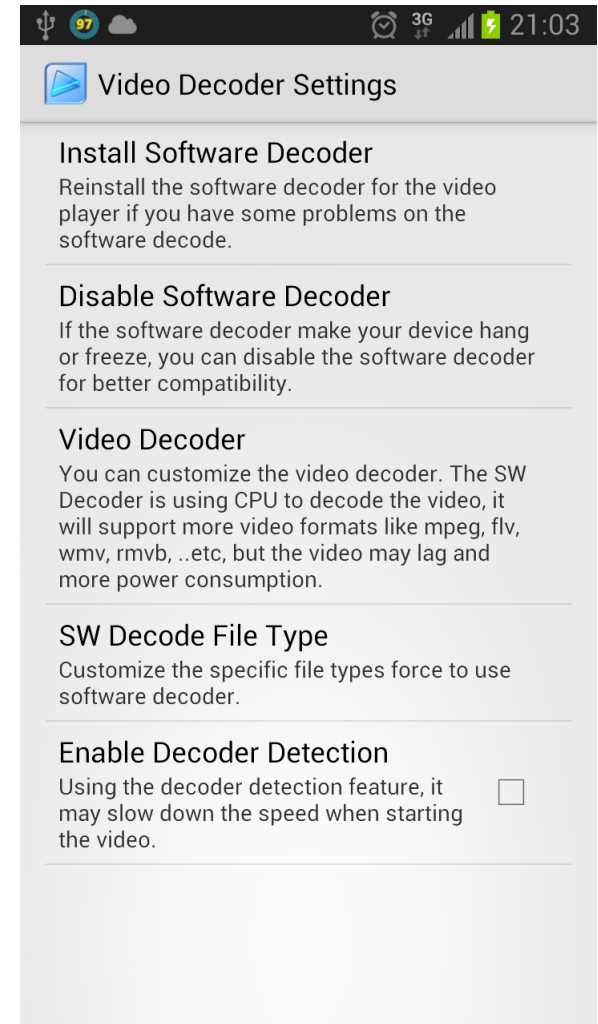 97 3G 21:03
Video Decoder Settings
Install Software Decoder
Reinstall the software decoder for the video
player if you have some problems on the
software decode.
Disable Software Decoder
If the software decoder make your device hang
or freeze, you can disable the software decoder
for better compatibility.
Video Decoder
You can customize the video decoder. The SW
Decoder is using CPU to decode the video, it
will support more video formats like mpeg, flv,
wmv, rmvb, ..etc, but the video may lag and
more power consumption.
SW Decode File Type
Customize the specific file types force to use
software decoder.
Enable Decoder Detection
Using the decoder detection feature, it
may slow down the speed when starting
the video.